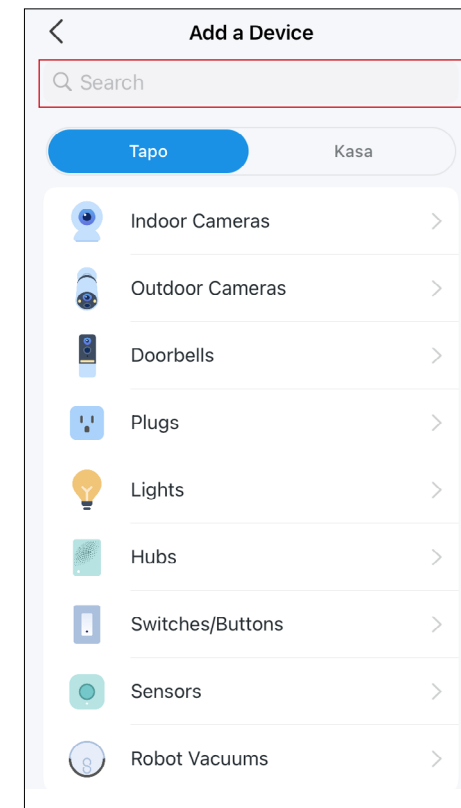 Add a Device
Search
Tapo
Kasa
Indoor Cameras
Outdoor Cameras
Doorbells
Plugs
Lights
Hubs
Switches/Buttons
Sensors
Robot Vacuums